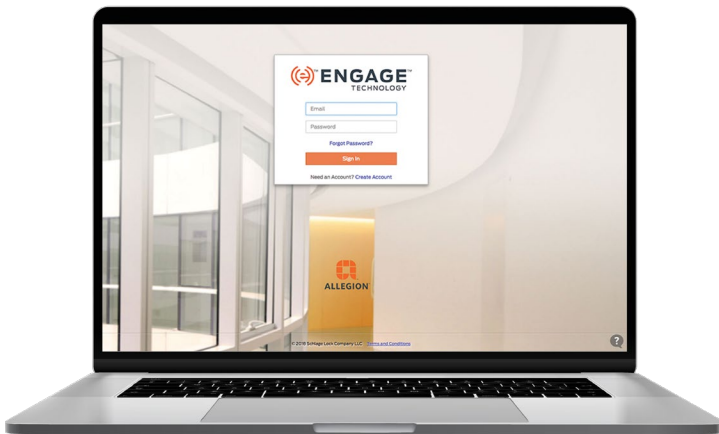 ENGAGE™
TECHNOLOGY
Email
Password
Forgot Password?
Sign In
Need an Account? Create Account
ALLEGION
© 2018 Schlage Lock Company LLC Terms and Conditions
?